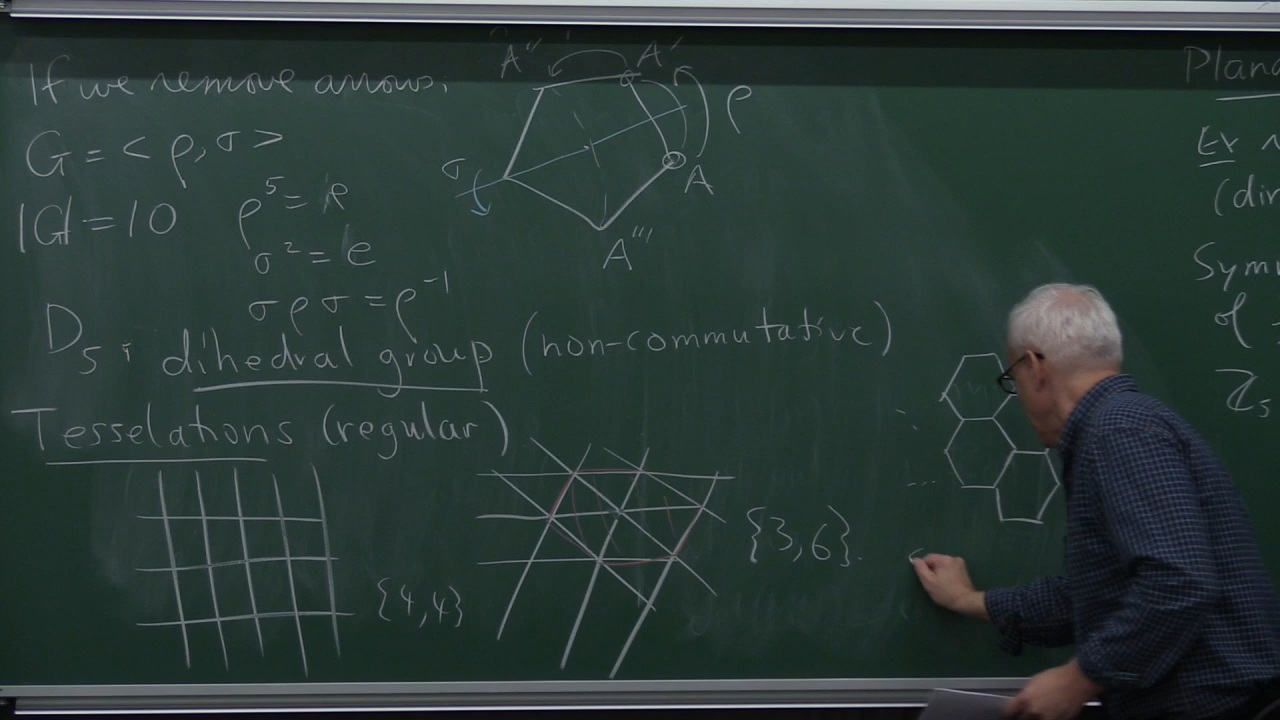 If we remove arrows.
G = < ρ, σ >
|G| = 10
ρ⁵ = e
σ² = e
σρσ = ρ⁻¹
D₅ : dihedral group (non-commutative)
A''
A'
ρ
σ
A
A'''
Tesselations (regular)
{4,4}
{3,6}.
...
Plana
Ex
(dir
Symm
of
Z₅